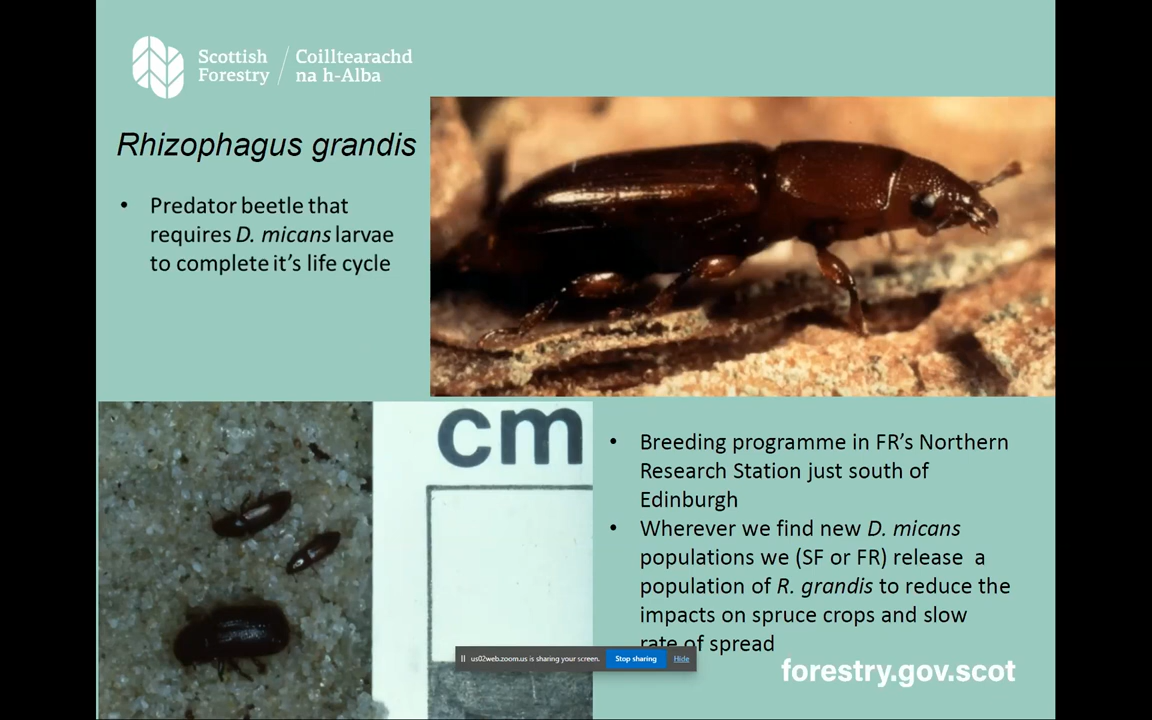 Scottish Forestry / Coilltearachd na h-Alba
Rhizophagus grandis
• Predator beetle that
requires D. micans larvae
to complete it's life cycle
cm
• Breeding programme in FR's Northern
Research Station just south of
Edinburgh
• Wherever we find new D. micans
populations we (SF or FR) release a
population of R. grandis to reduce the
impacts on spruce crops and slow
rate of spread
us02web.zoom.us is sharing your screen. Stop sharing Hide
forestry.gov.scot